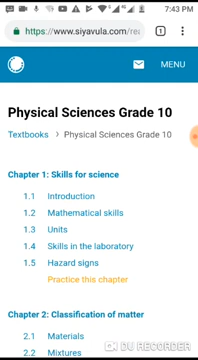 7:43 PM
https://www.siyavula.com/rea
1
MENU
Physical Sciences Grade 10
Textbooks > Physical Sciences Grade 10
Chapter 1: Skills for science
1.1 Introduction
1.2 Mathematical skills
1.3 Units
1.4 Skills in the laboratory
1.5 Hazard signs
Practice this chapter
Chapter 2: Classification of matter
2.1 Materials
2.2 Mixtures
DU RECORDER